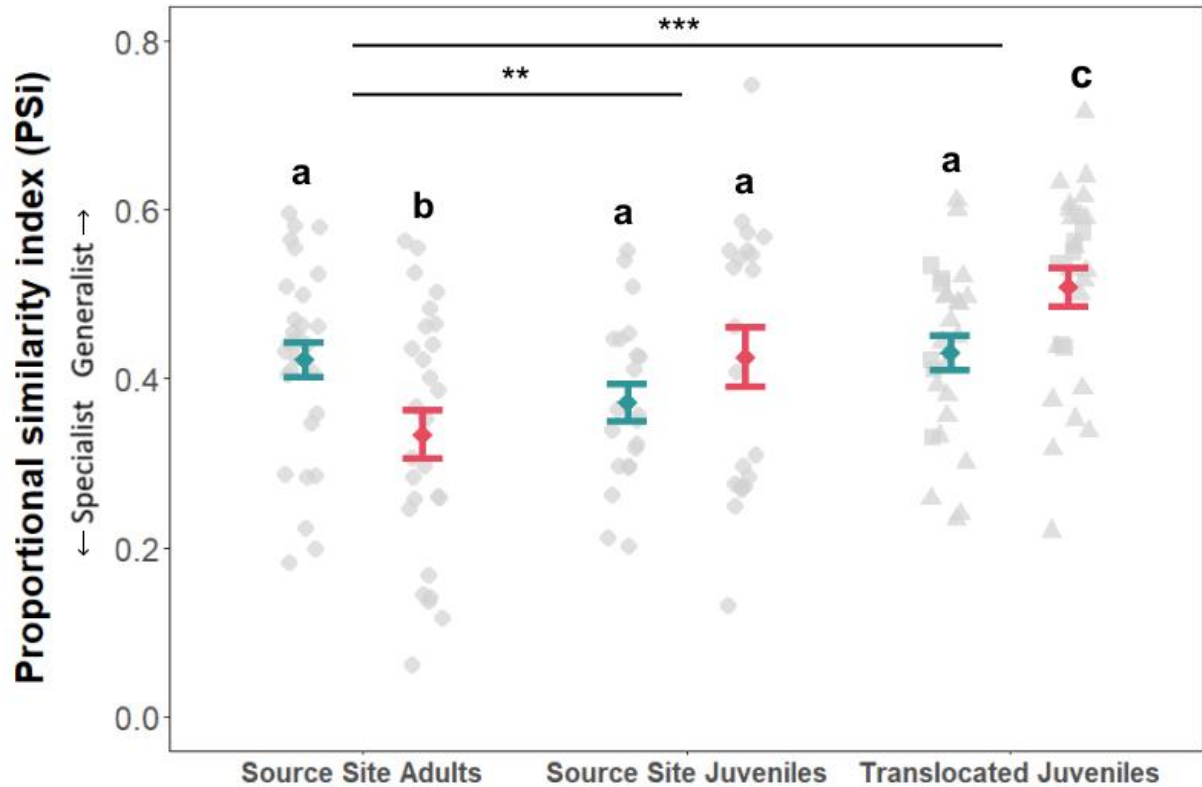 Proportional similarity index (PSi)
← Specialist Generalist →
0.8
0.6
0.4
0.2
0.0
***
**
a
b
a
a
a
c
Source Site Adults
Source Site Juveniles
Translocated Juveniles